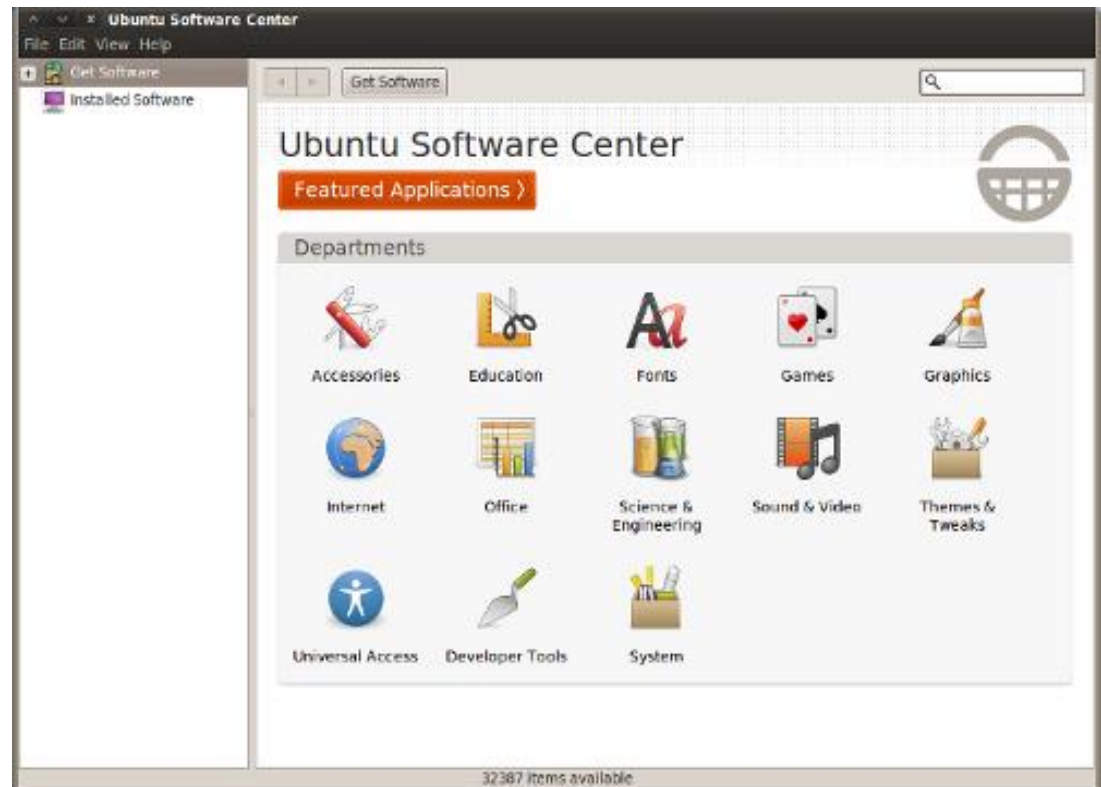 Ubuntu Software Center
File Edit View Help
Get Software
Installed Software
Get Software
Ubuntu Software Center
Featured Applications
Departments
Accessories
Education
Fonts
Games
Graphics
Internet
Office
Science &
Engineering
Sound & Video
Themes &
Tweaks
Universal Access
Developer Tools
System
32387 items available